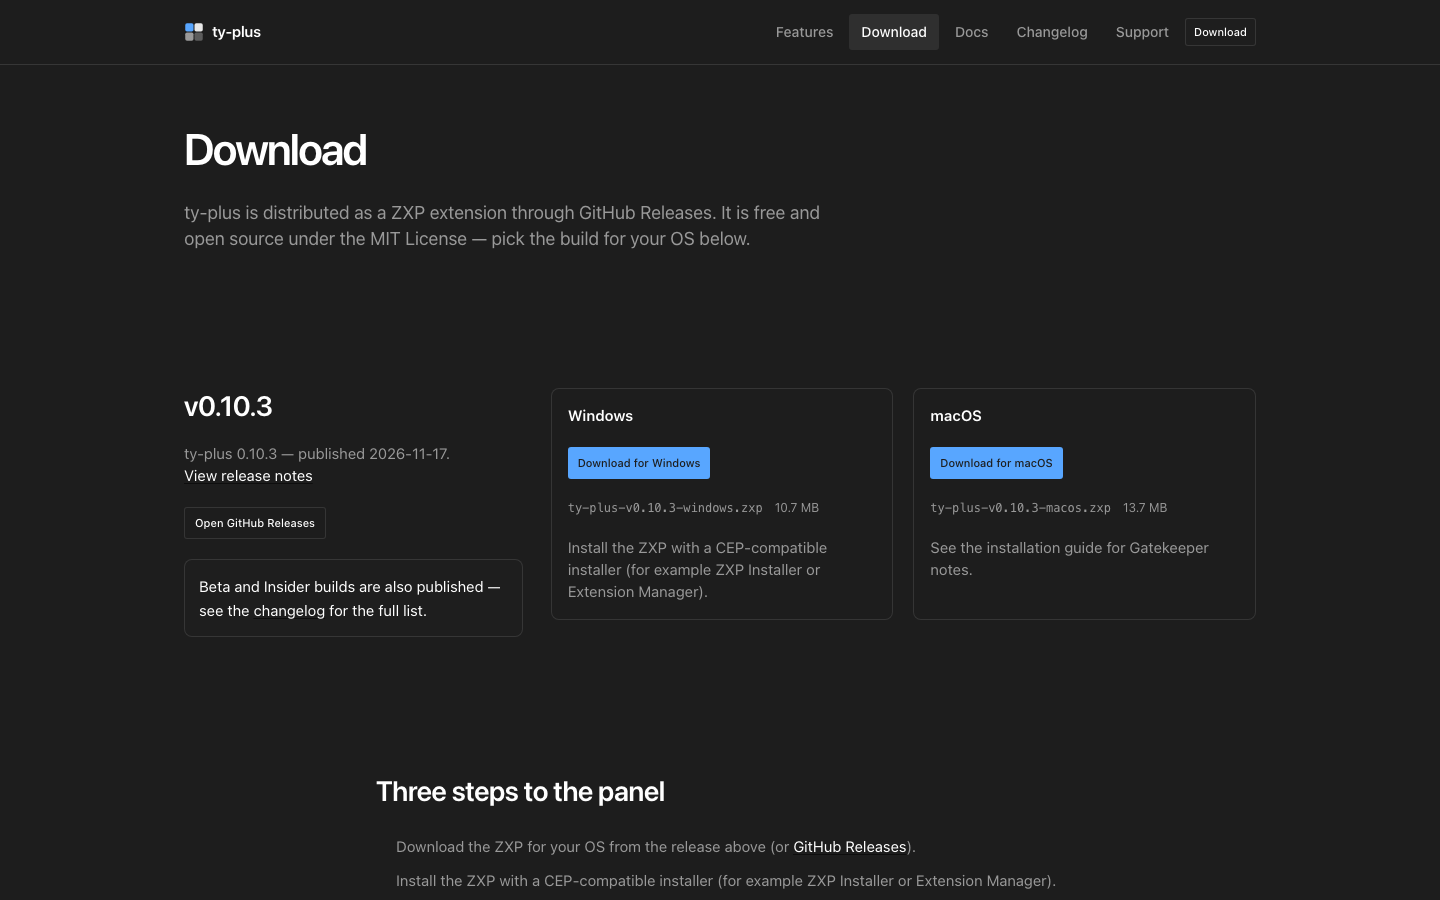 ty-plus
Features
Download
Docs
Changelog
Support
Download
Download
ty-plus is distributed as a ZXP extension through GitHub Releases. It is free and
open source under the MIT License — pick the build for your OS below.
v0.10.3
ty-plus 0.10.3 — published 2026-11-17.
View release notes
Open GitHub Releases
Beta and Insider builds are also published —
see the changelog for the full list.
Windows
Download for Windows
ty-plus-v0.10.3-windows.zxp 10.7 MB
Install the ZXP with a CEP-compatible
installer (for example ZXP Installer or
Extension Manager).
macOS
Download for macOS
ty-plus-v0.10.3-macos.zxp 13.7 MB
See the installation guide for Gatekeeper
notes.
Three steps to the panel
Download the ZXP for your OS from the release above (or GitHub Releases).
Install the ZXP with a CEP-compatible installer (for example ZXP Installer or Extension Manager).